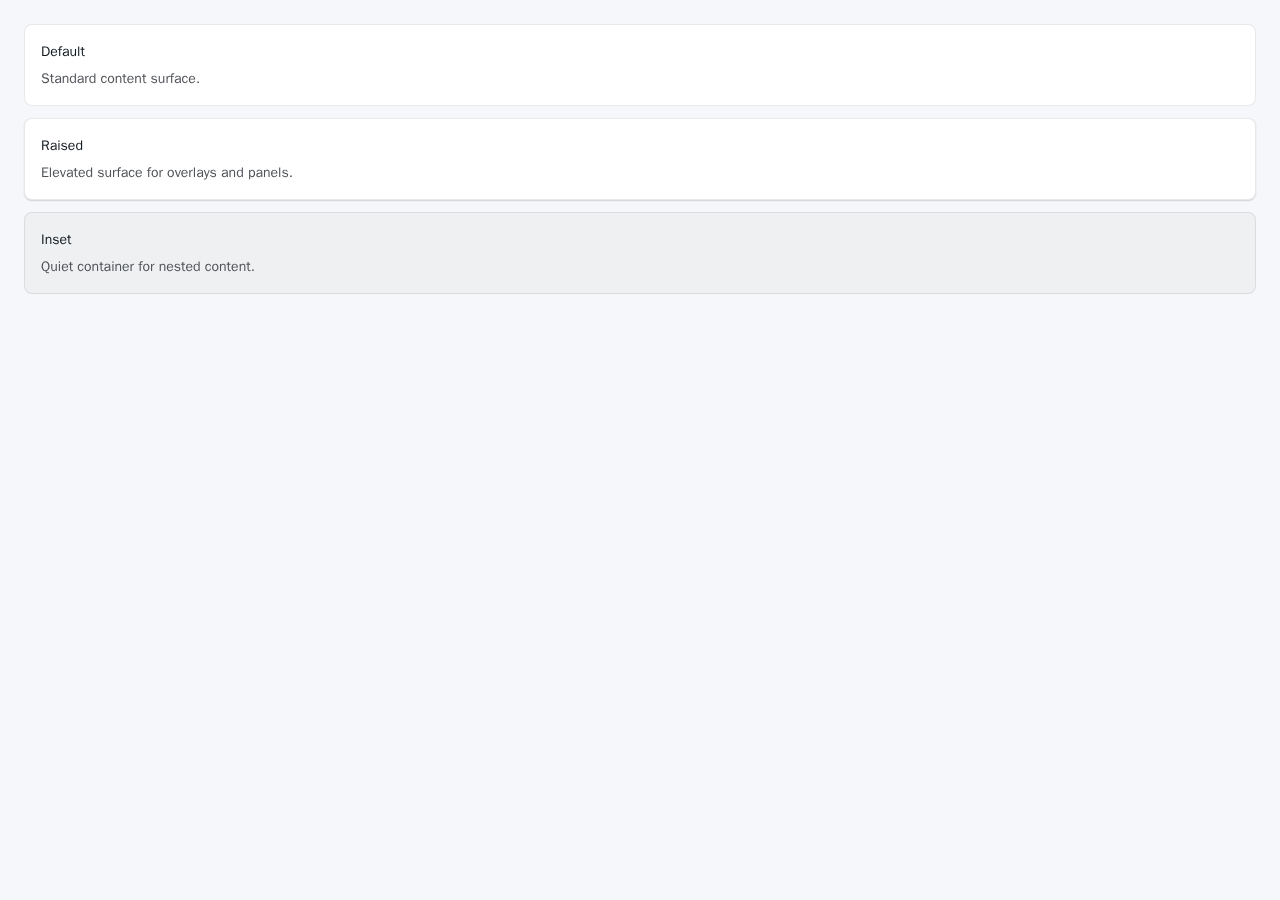 Default
Standard content surface.
Raised
Elevated surface for overlays and panels.
Inset
Quiet container for nested content.